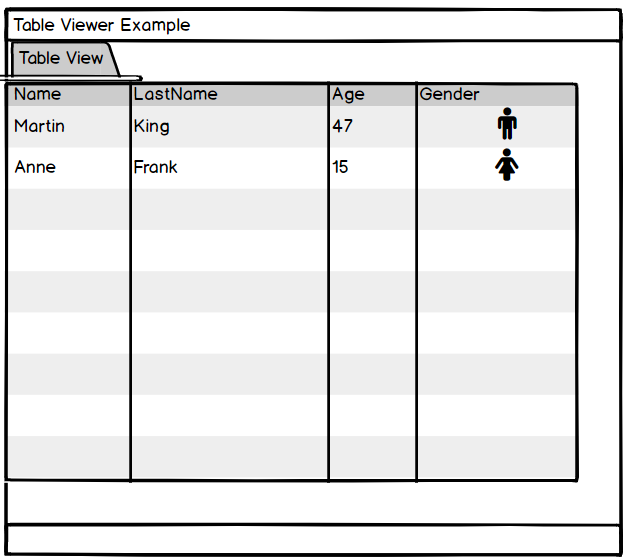 Table Viewer Example
Table View
Name LastName Age Gender
Martin King 47
Anne Frank 15